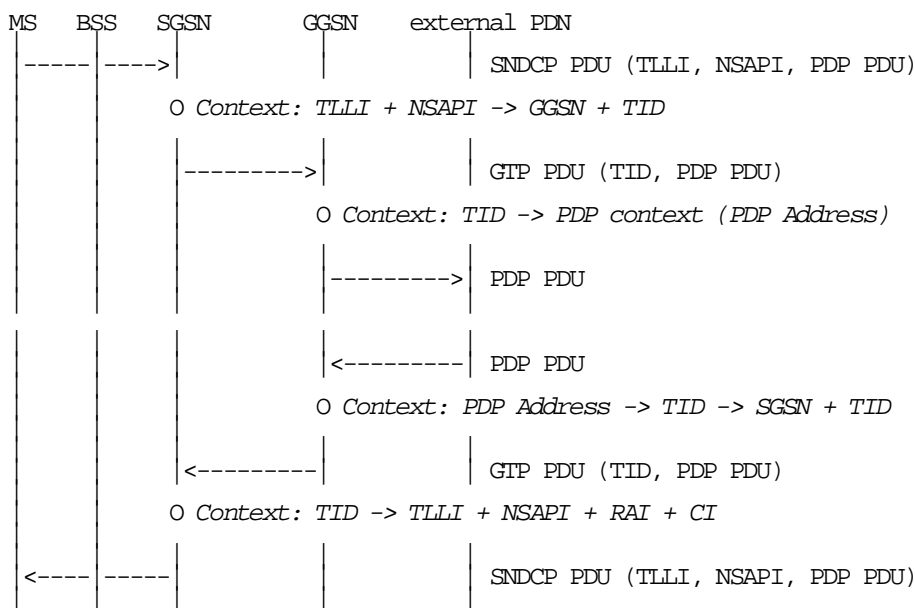 MS BSS SGSN GGSN external PDN
SNDCP PDU (TLLI, NSAPI, PDP PDU)
O Context: TLLI + NSAPI -> GGSN + TID
GTP PDU (TID, PDP PDU)
O Context: TID -> PDP context (PDP Address)
PDP PDU
PDP PDU
O Context: PDP Address -> TID -> SGSN + TID
GTP PDU (TID, PDP PDU)
O Context: TID -> TLLI + NSAPI + RAI + CI
SNDCP PDU (TLLI, NSAPI, PDP PDU)